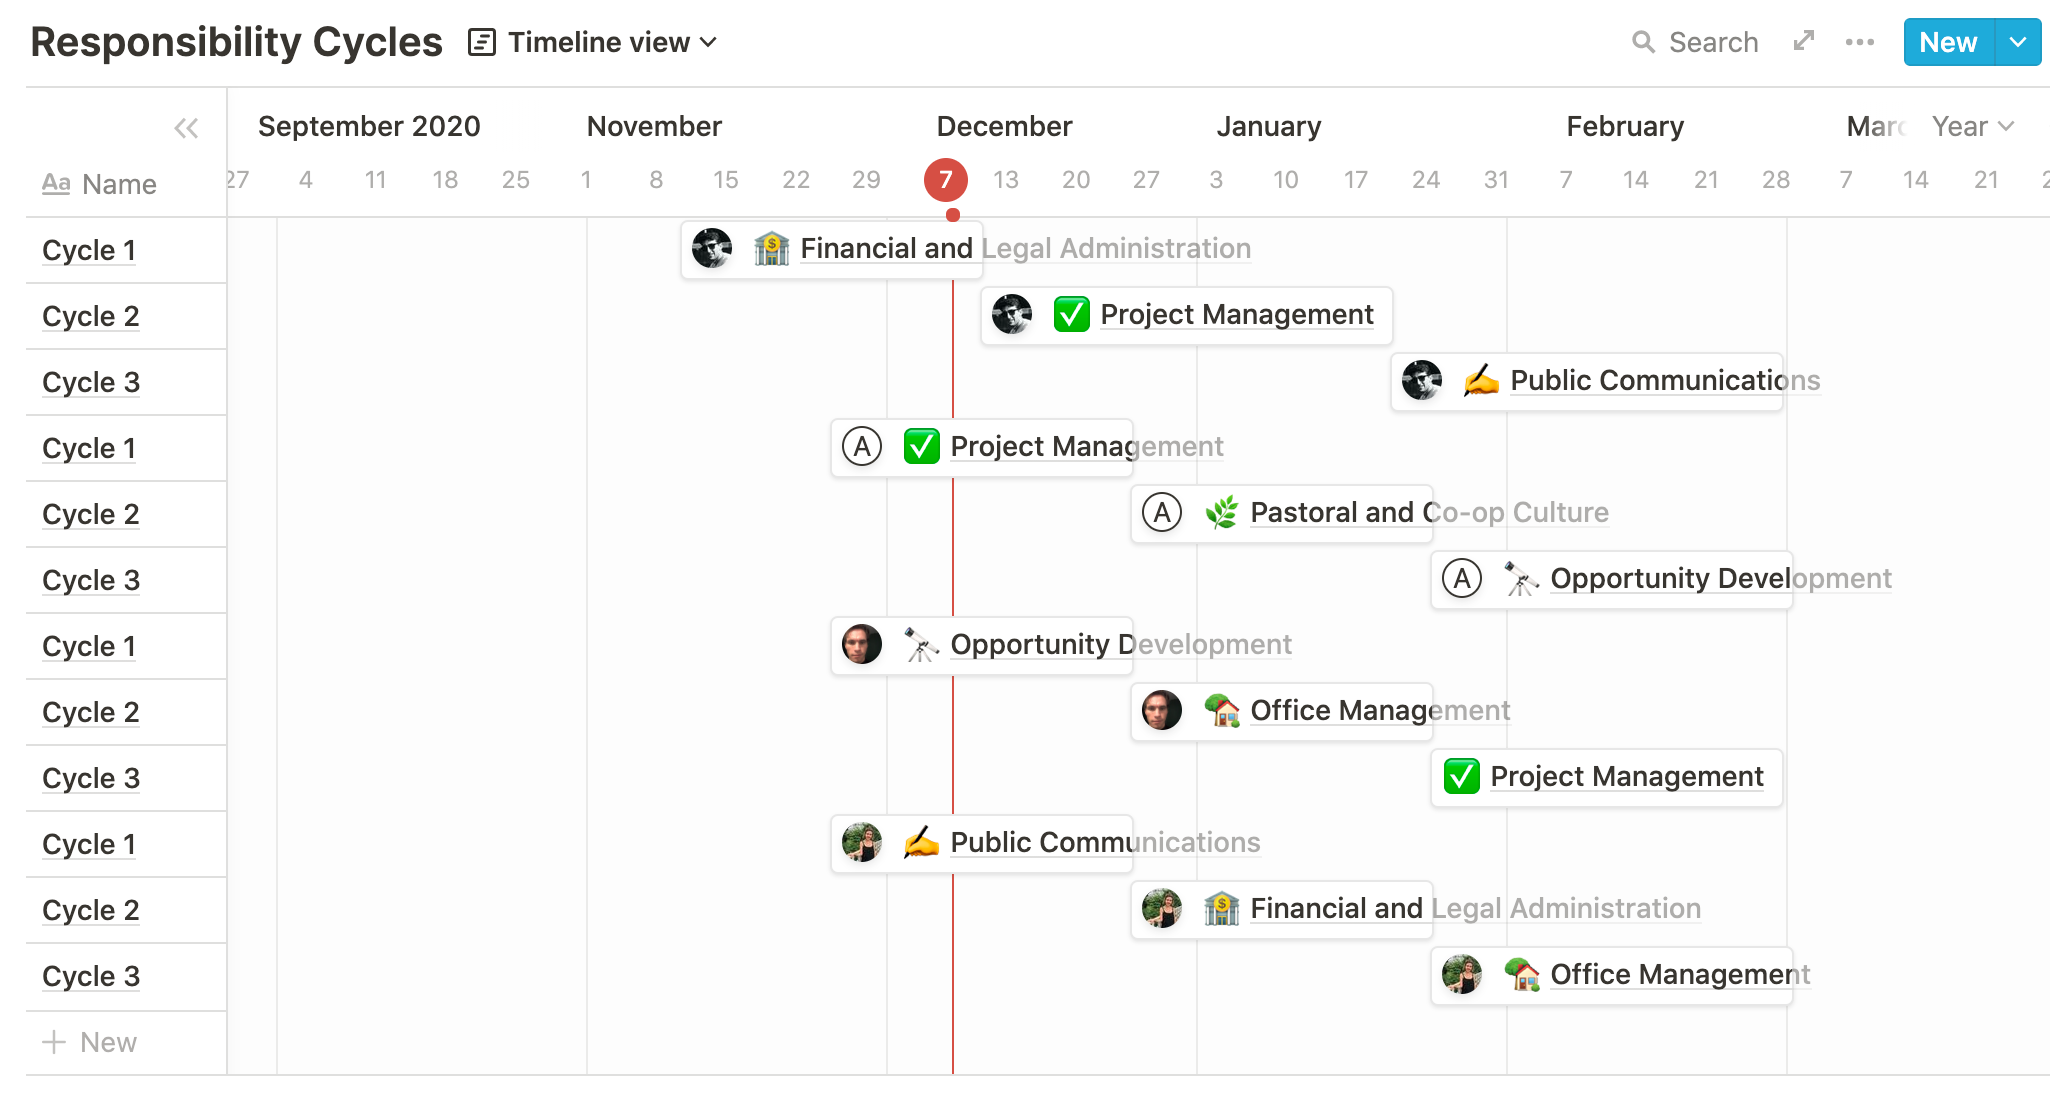 Responsibility Cycles Timeline view Search New
September 2020 November December January February Marc Year
Aa Name 27 4 11 18 25 1 8 15 22 29 7 13 20 27 3 10 17 24 31 7 14 21 28 7 14 21 2
Cycle 1 Financial and Legal Administration
Cycle 2 Project Management
Cycle 3 Public Communications
Cycle 1 A Project Management
Cycle 2 A Pastoral and Co-op Culture
Cycle 3 A Opportunity Development
Cycle 1 Opportunity Development
Cycle 2 Office Management
Cycle 3 Project Management
Cycle 1 Public Communications
Cycle 2 Financial and Legal Administration
Cycle 3 Office Management
+ New